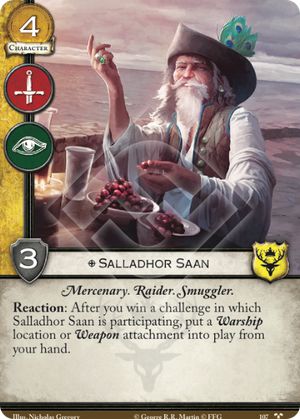 4
CHARACTER
3
SALLADHOR SAAN
Mercenary. Raider. Smuggler.
Reaction: After you win a challenge in which
Salladhor Saan is participating, put a Warship
location or Weapon attachment into play from
your hand.
Illus. Nicholas Gregory © George R.R. Martin © FFG 107